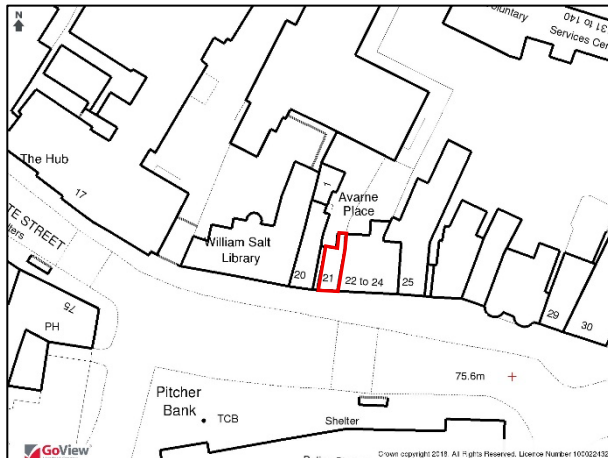 N
Voluntary
Services Cen
31 to 140
The Hub
17
1
Avarne
Place
TE STREET
William Salt
Library
20
21
22 to 24
25
29
30
75
PH
75.6m
Pitcher
Bank
TCB
Shelter
GoView
Crown copyright 2018. All Rights Reserved. Licence Number 100022432